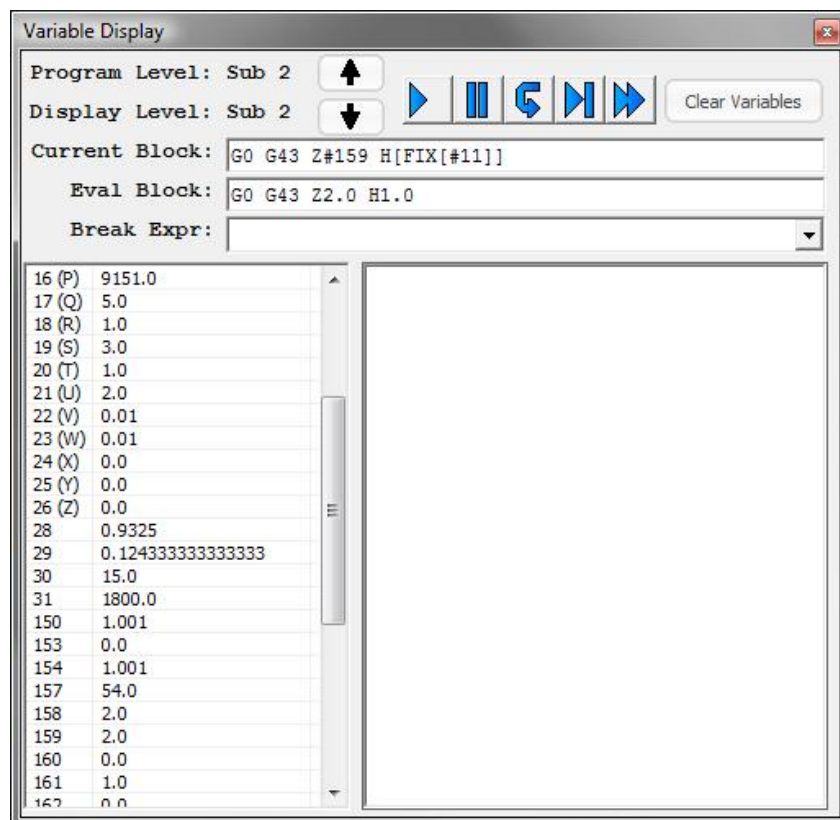 Variable Display
Program Level: Sub 2
Display Level: Sub 2
Clear Variables
Current Block: G0 G43 Z#159 H[FIX[#11]]
Eval Block: G0 G43 Z2.0 H1.0
Break Expr:
16 (P) 9151.0
17 (Q) 5.0
18 (R) 1.0
19 (S) 3.0
20 (T) 1.0
21 (U) 2.0
22 (V) 0.01
23 (W) 0.01
24 (X) 0.0
25 (Y) 0.0
26 (Z) 0.0
28 0.9325
29 0.124333333333333
30 15.0
31 1800.0
150 1.001
153 0.0
154 1.001
157 54.0
158 2.0
159 2.0
160 0.0
161 1.0
162 0.0